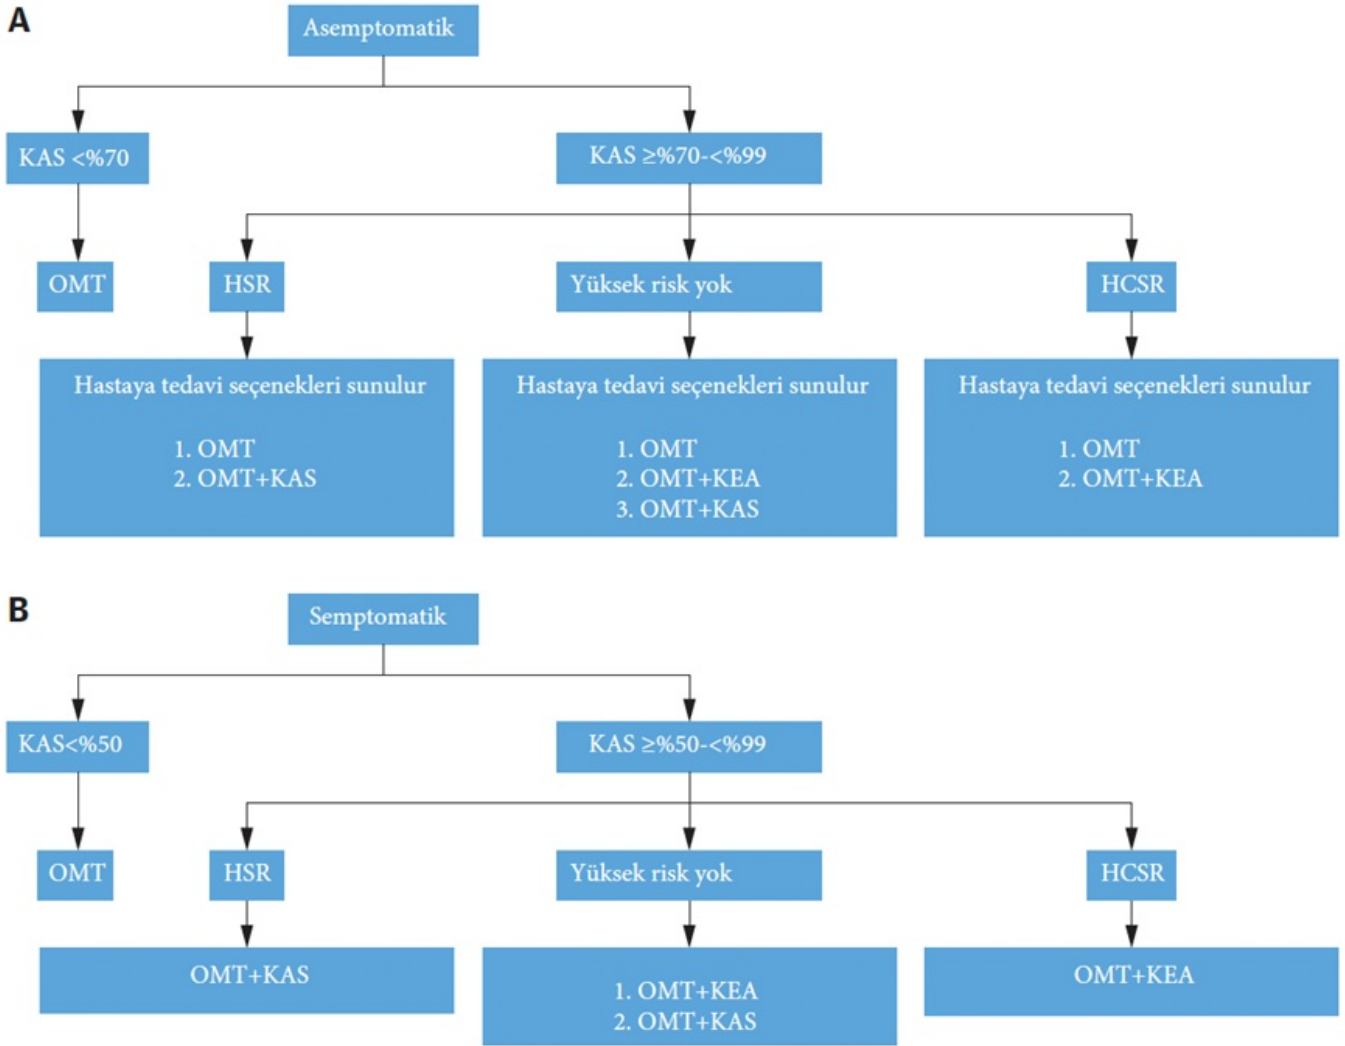 A
Asemptomatik
KAS <%70
KAS ≥%70-<%99
OMT
HSR
Yüksek risk yok
HCSR
Hastaya tedavi seçenekleri sunulur
1. OMT
2. OMT+KAS
Hastaya tedavi seçenekleri sunulur
1. OMT
2. OMT+KEA
3. OMT+KAS
Hastaya tedavi seçenekleri sunulur
1. OMT
2. OMT+KEA
B
Semptomatik
KAS<%50
KAS ≥%50-<%99
OMT
HSR
Yüksek risk yok
HCSR
OMT+KAS
1. OMT+KEA
2. OMT+KAS
OMT+KEA